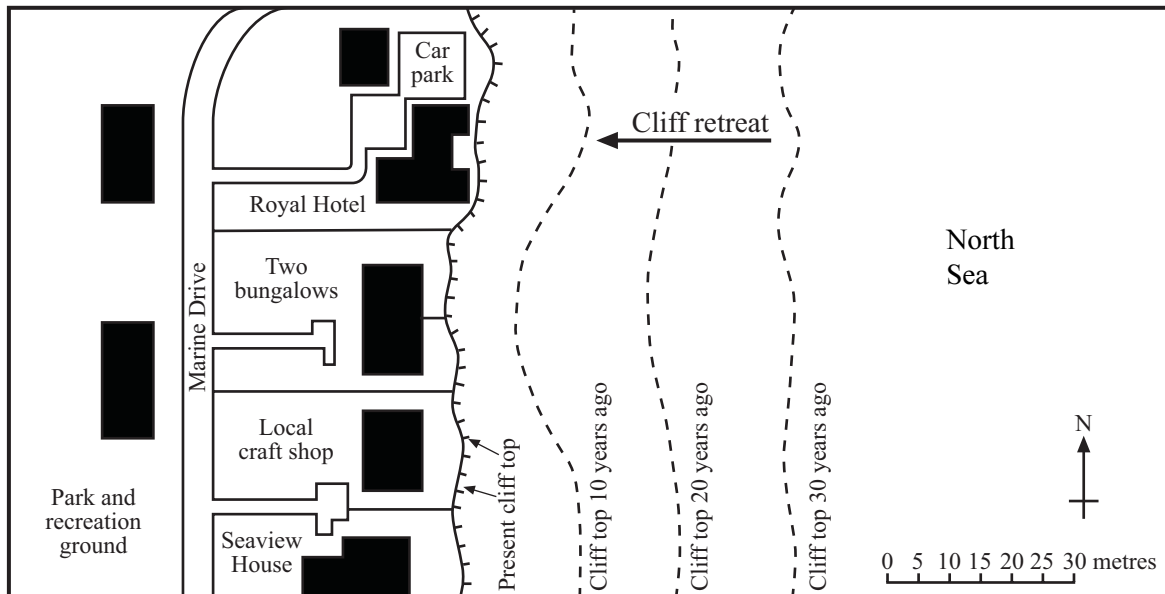 Car
park
Cliff retreat
Royal Hotel
North
Sea
Two
bungalows
Marine Drive
Local
craft shop
Present cliff top
Cliff top 10 years ago
Cliff top 20 years ago
Cliff top 30 years ago
N
Park and
recreation
ground
Seaview
House
0 5 10 15 20 25 30 metres